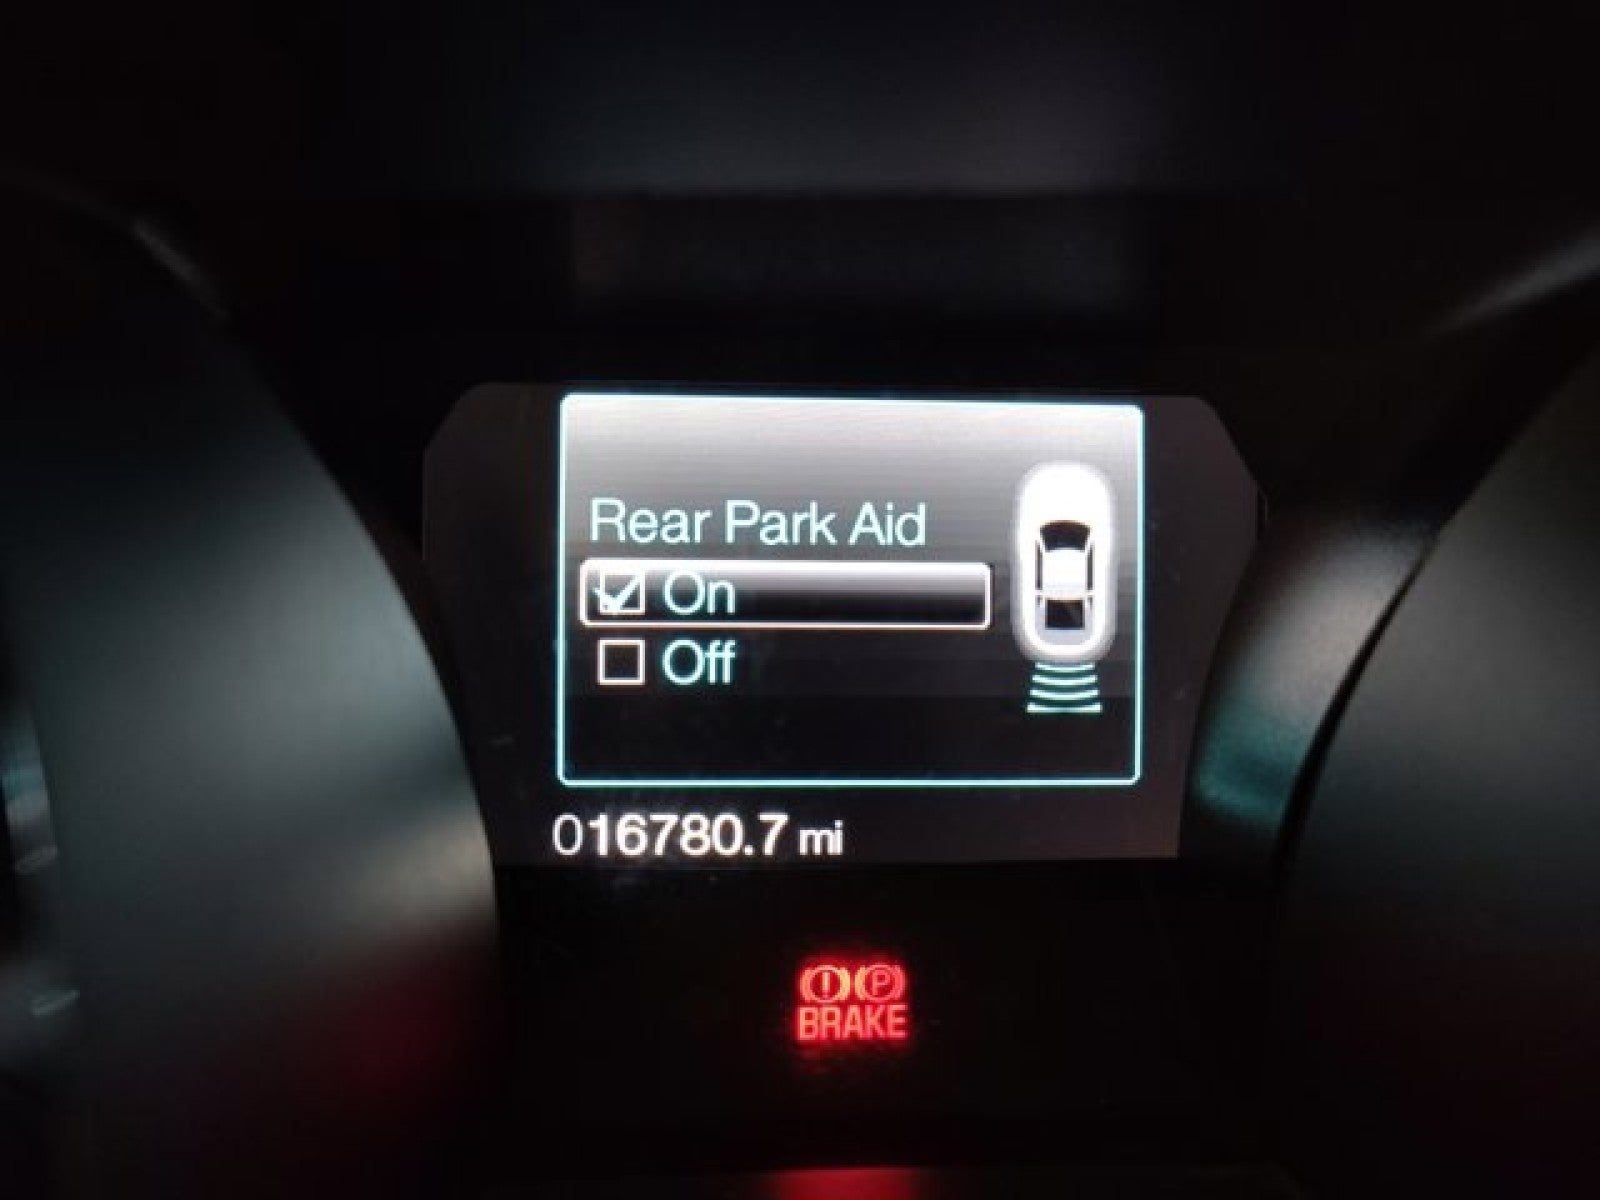 Rear Park Aid
On
Off
016780.7 mi
(!) (P)
BRAKE